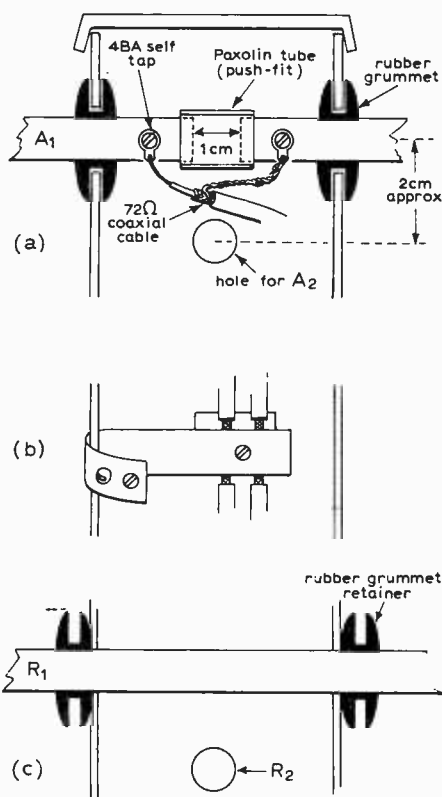 4BA self
tap
Paxolin tube
(push-fit)
rubber
grummet
A1
1cm
2cm
approx
72Ω
coaxial
cable
(a)
hole for A2
(b)
rubber grummet
retainer
R1
(c)
R2